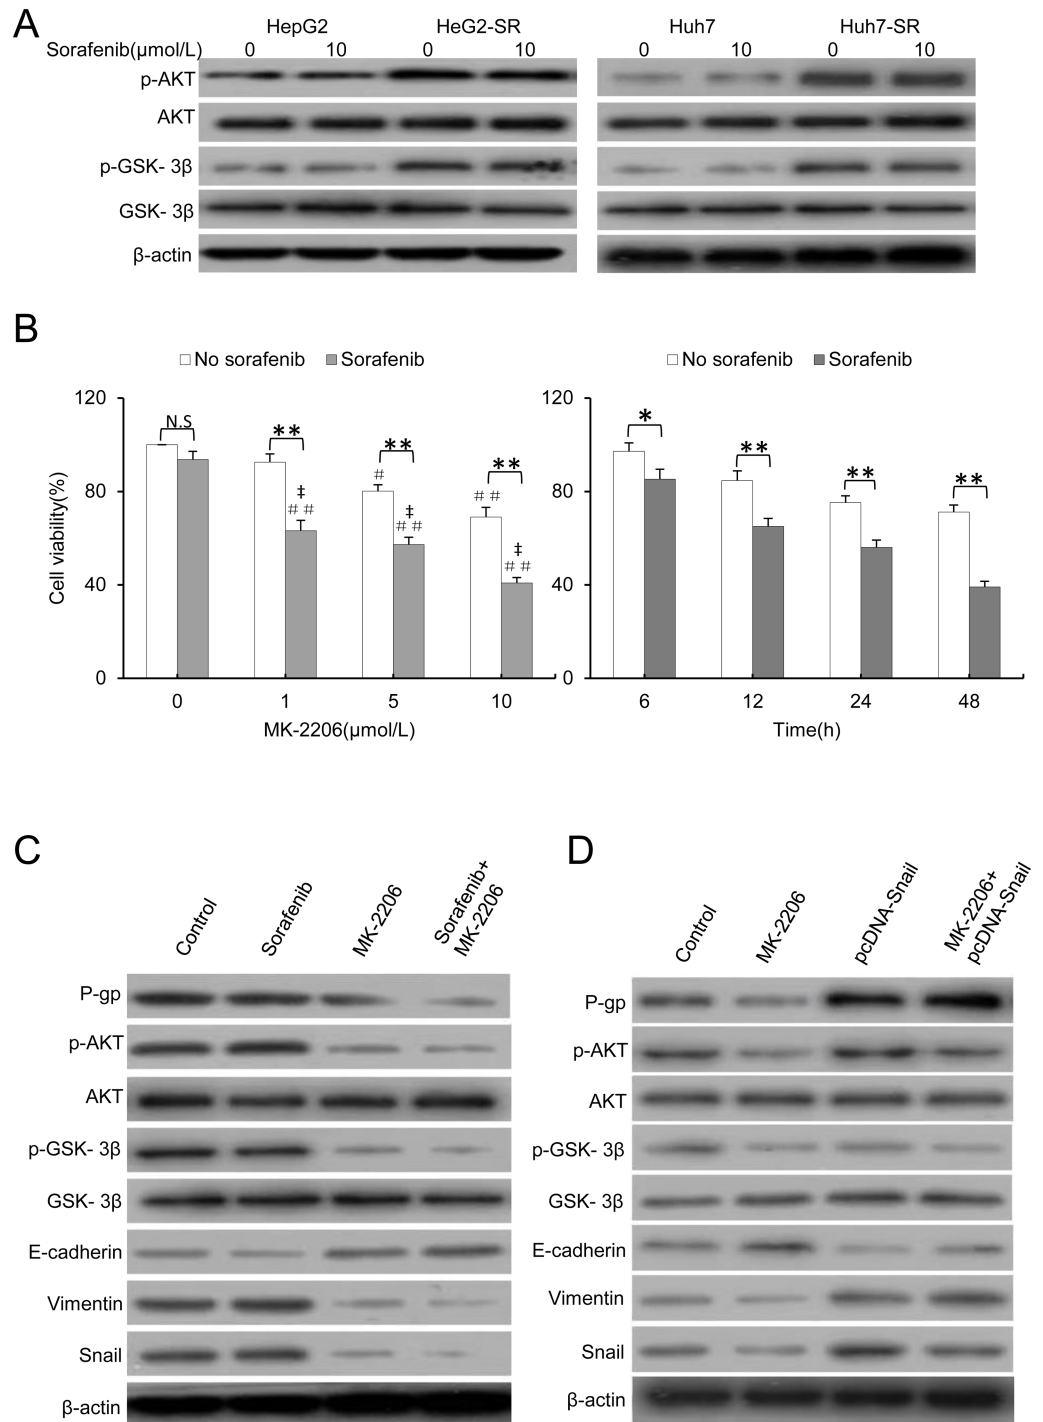 A
HepG2 HeG2-SR Huh7 Huh7-SR
Sorafenib(μmol/L) 0 10 0 10 0 10 0 10
p-AKT
AKT
p-GSK- 3β
GSK- 3β
β-actin
B
No sorafenib Sorafenib No sorafenib Sorafenib
Cell viability(%)
120 120
80 80
40 40
0 0
N.S ** ** ** * ** ** **
‡ # ‡ # # ‡
# # # # # #
0 1 5 10 6 12 24 48
MK-2206(μmol/L) Time(h)
C
Control Sorafenib MK-2206 Sorafenib+
MK-2206
P-gp
p-AKT
AKT
p-GSK- 3β
GSK- 3β
E-cadherin
Vimentin
Snail
β-actin
D
Control MK-2206 pcDNA-Snail MK-2206+
pcDNA-Snail
P-gp
p-AKT
AKT
p-GSK- 3β
GSK- 3β
E-cadherin
Vimentin
Snail
β-actin